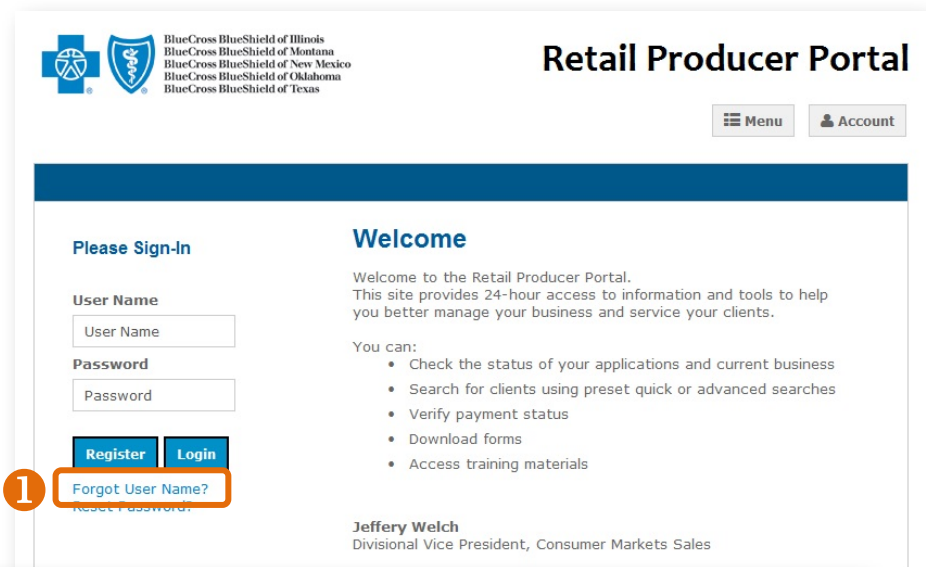 BlueCross BlueShield of Illinois
BlueCross BlueShield of Montana
BlueCross BlueShield of New Mexico
BlueCross BlueShield of Oklahoma
BlueCross BlueShield of Texas
Retail Producer Portal
Menu
Account
Please Sign-In
User Name
User Name
Password
Password
Register Login
1
Forgot User Name?
Reset Password?
Welcome
Welcome to the Retail Producer Portal.
This site provides 24-hour access to information and tools to help
you better manage your business and service your clients.
You can:
• Check the status of your applications and current business
• Search for clients using preset quick or advanced searches
• Verify payment status
• Download forms
• Access training materials
Jeffery Welch
Divisional Vice President, Consumer Markets Sales